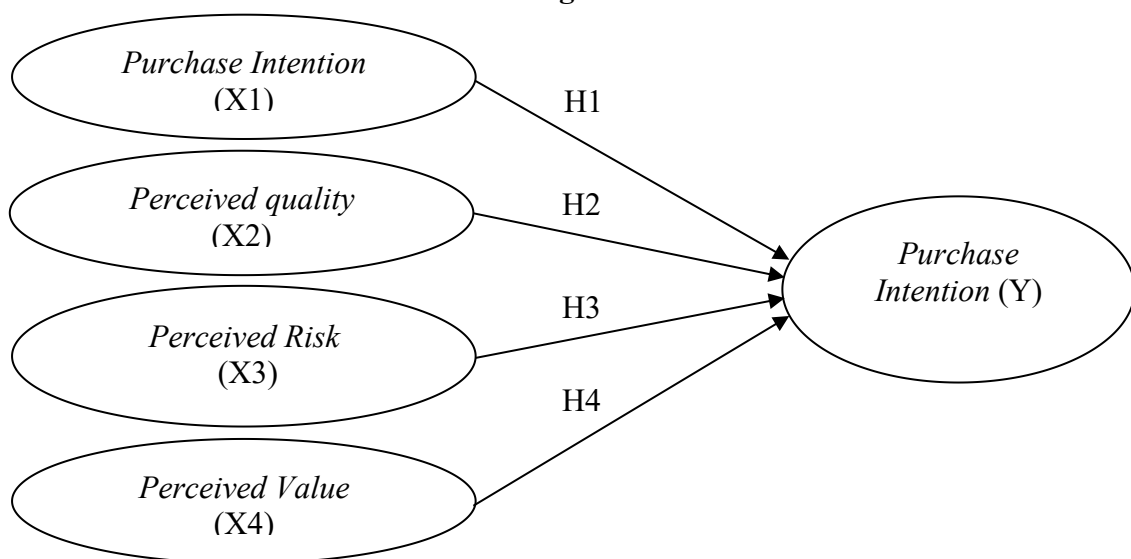 Purchase Intention
(X1)
H1
Perceived quality
(X2)
H2
Perceived Risk
(X3)
H3
Perceived Value
(X4)
H4
Purchase
Intention (Y)